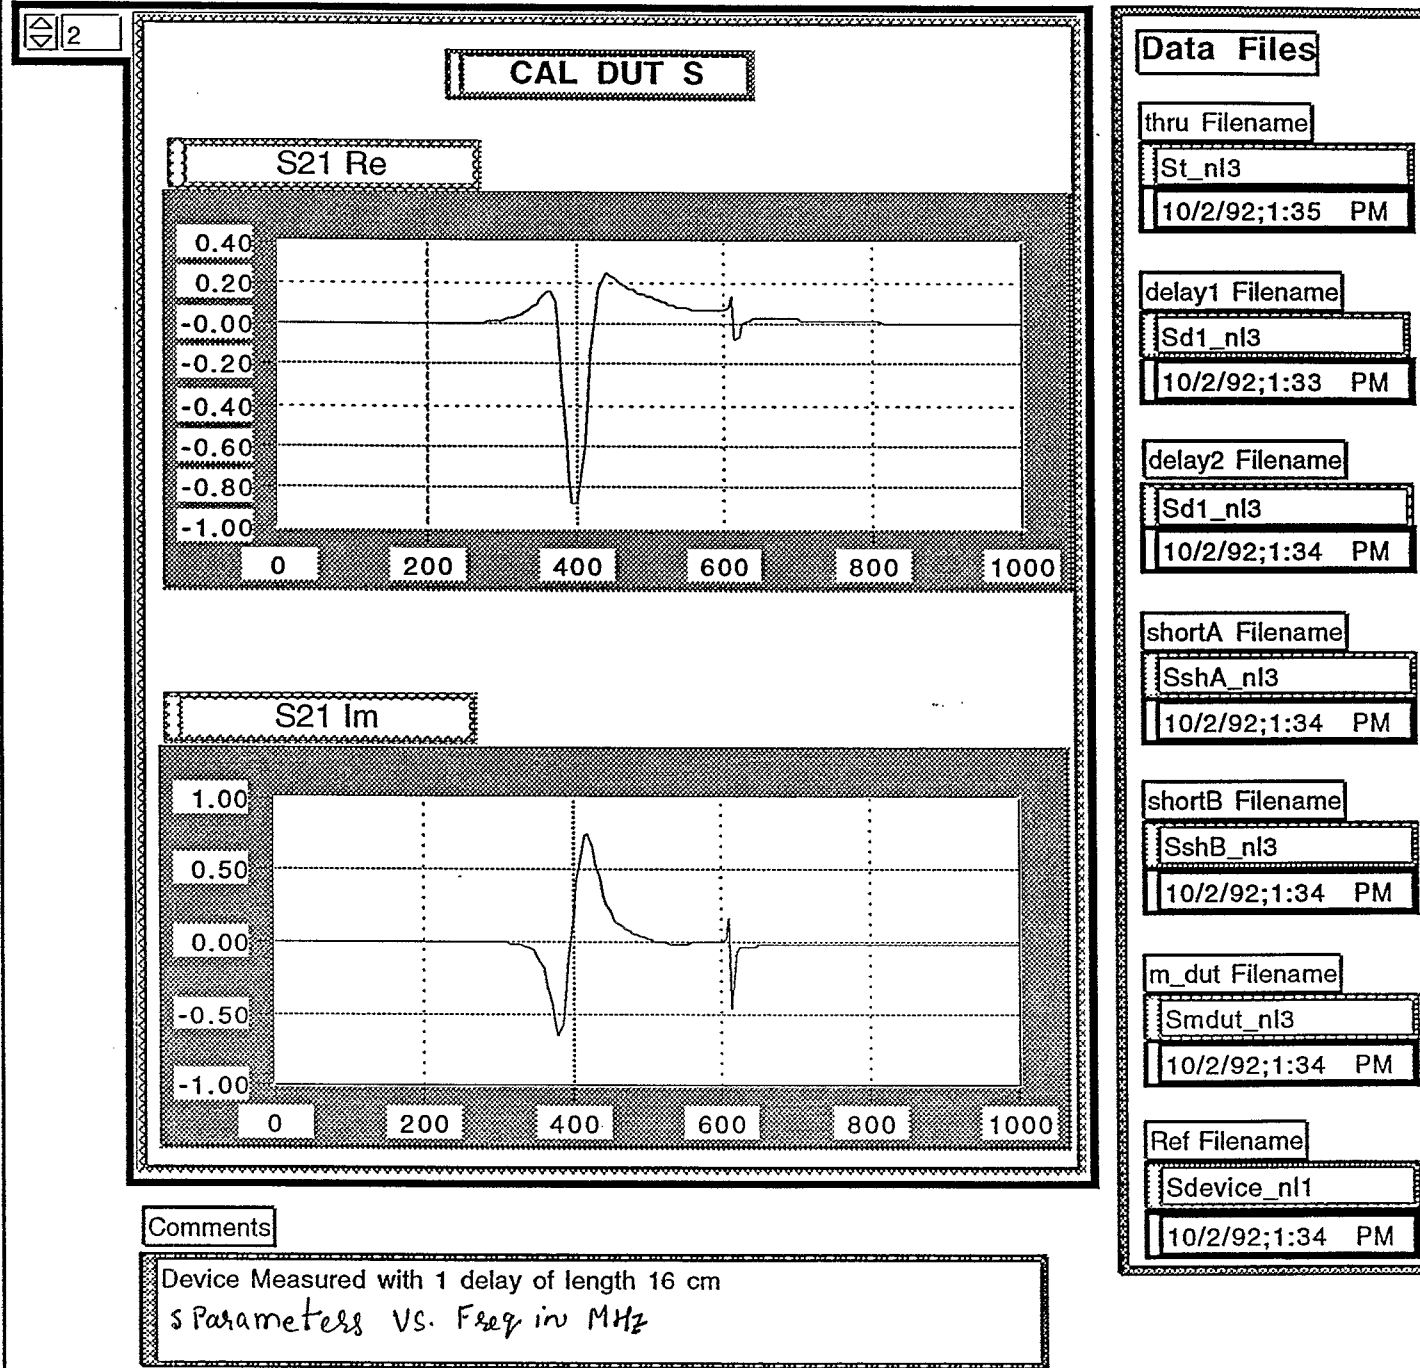 2
CAL DUT S
S21 Re
0.40
0.20
-0.00
-0.20
-0.40
-0.60
-0.80
-1.00
0 200 400 600 800 1000
S21 Im
1.00
0.50
0.00
-0.50
-1.00
0 200 400 600 800 1000
Comments
Device Measured with 1 delay of length 16 cm
S Parameters VS. Freq in MHz
Data Files
thru Filename
St_nl3
10/2/92;1:35 PM
delay1 Filename
Sd1_nl3
10/2/92;1:33 PM
delay2 Filename
Sd1_nl3
10/2/92;1:34 PM
shortA Filename
SshA_nl3
10/2/92;1:34 PM
shortB Filename
SshB_nl3
10/2/92;1:34 PM
m_dut Filename
Smdut_nl3
10/2/92;1:34 PM
Ref Filename
Sdevice_nl1
10/2/92;1:34 PM